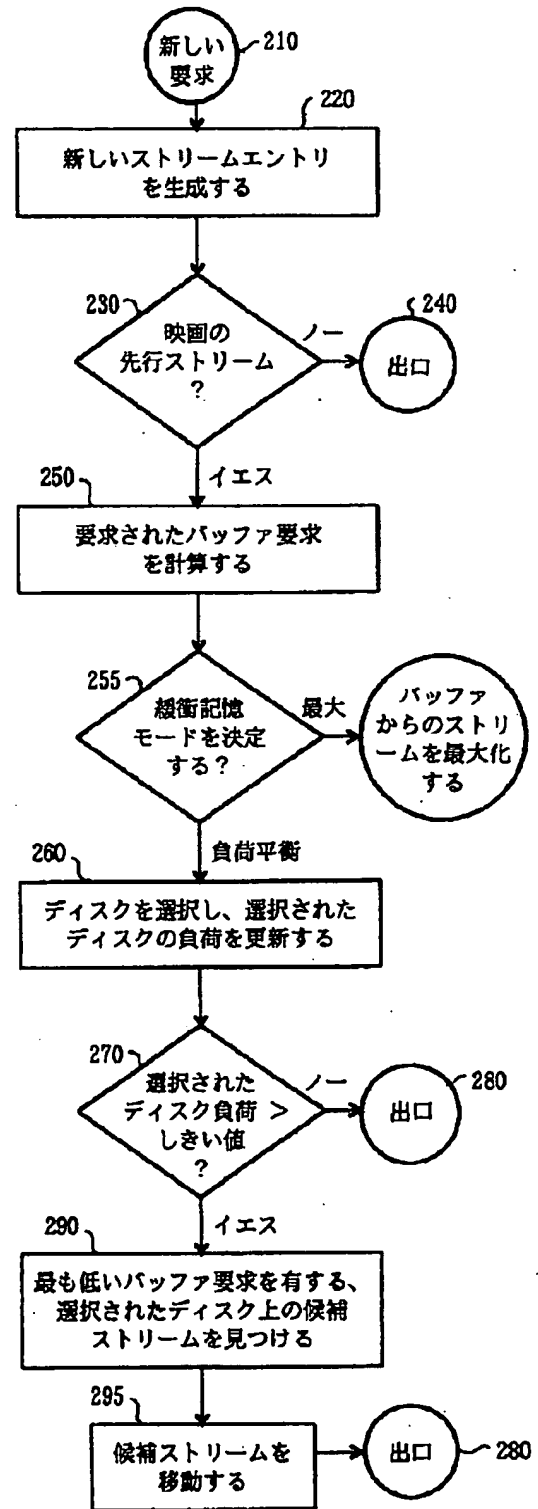 新しい
要求
210
220
新しいストリームエントリ
を生成する
230
映画の
先行ストリーム
?
ノー
240
出口
イエス
250
要求されたバッファ要求
を計算する
255
緩衝記憶
モードを決定
する?
最大
バッファ
からのストリ
ームを最大化
する
負荷平衡
260
ディスクを選択し、選択された
ディスクの負荷を更新する
270
選択された
ディスク負荷 >
しきい値
?
ノー
280
出口
イエス
290
最も低いバッファ要求を有する、
選択されたディスク上の候補
ストリームを見つける
295
候補ストリームを
移動する
出口
280